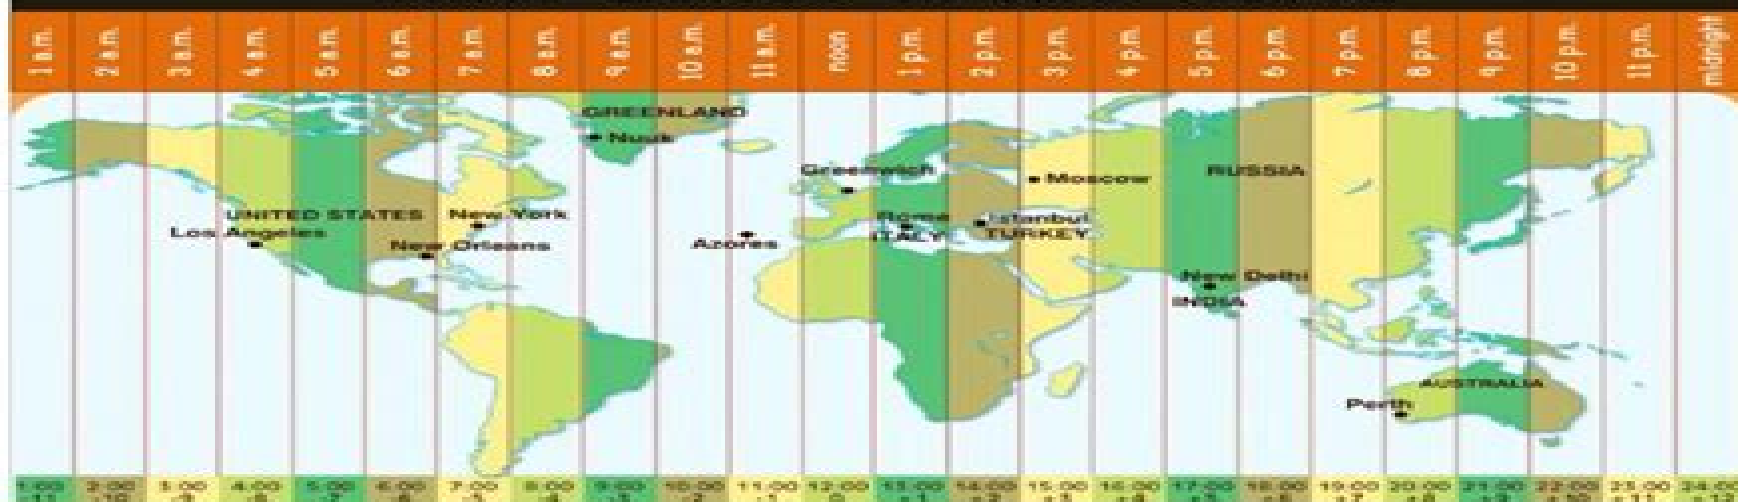 1 a.m. 2 a.m. 3 a.m. 4 a.m. 5 a.m. 6 a.m. 7 a.m. 8 a.m. 9 a.m. 10 a.m. 11 a.m. noon 1 p.m. 2 p.m. 3 p.m. 4 p.m. 5 p.m. 6 p.m. 7 p.m. 8 p.m. 9 p.m. 10 p.m. 11 p.m. midnight
GREENLAND
Nuuk
Greenwich
Moscow
RUSSIA
UNITED STATES
New York
Rome
Istanbul
Los Angeles
New Orleans
Azores
ITALY
TURKEY
New Delhi
INDIA
AUSTRALIA
Perth
1:00 2:00 3:00 4:00 5:00 6:00 7:00 8:00 9:00 10:00 11:00 12:00 13:00 14:00 15:00 16:00 17:00 18:00 19:00 20:00 21:00 22:00 23:00 24:00